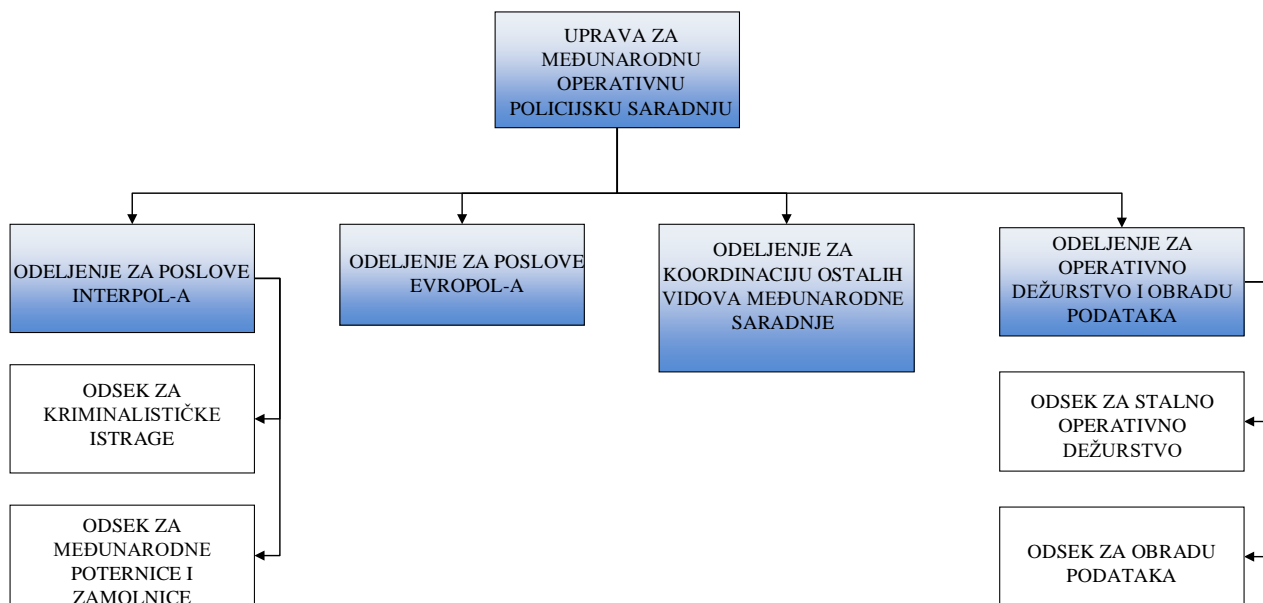 UPRAVA ZA
MEĐUNARODNU
OPERATIVNU
POLICIJSKU SARADNJU
ODELJENJE ZA POSLOVE
INTERPOL-A
ODELJENJE ZA POSLOVE
EVROPOL-A
ODELJENJE ZA
KOORDINACIJU OSTALIH
VIDOVA MEĐUNARODNE
SARADNJE
ODELJENJE ZA
OPERATIVNO
DEŽURSTVO I OBRADU
PODATAKA
ODSEK ZA
KRIMINALISTIČKE
ISTRAGE
ODSEK ZA STALNO
OPERATIVNO
DEŽURSTVO
ODSEK ZA
MEĐUNARODNE
POTERNICE I
ZAMOLNICE
ODSEK ZA OBRADU
PODATAKA